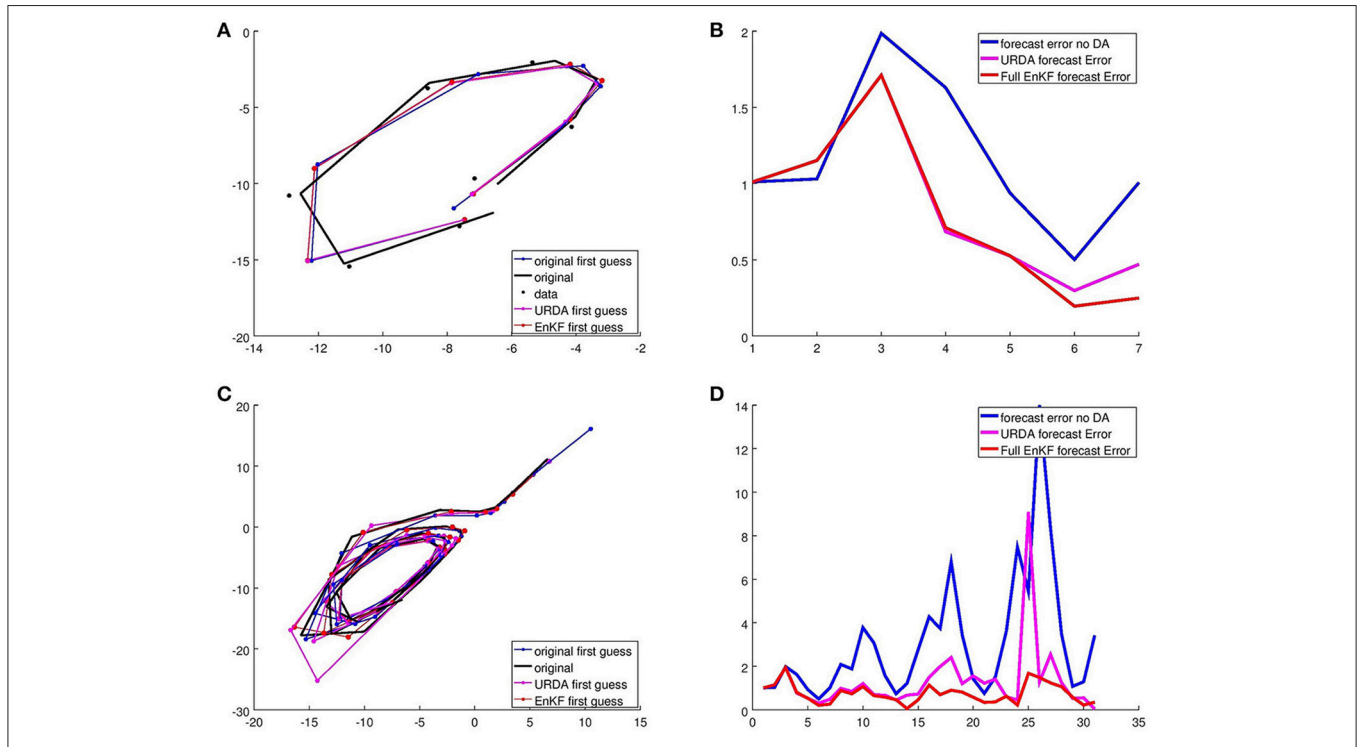 A
0
-5
-10
-15
-20
-14 -12 -10 -8 -6 -4 -2
original first guess
original
data
URDA first guess
EnKF first guess
B
2
1.5
1
0.5
0
1 2 3 4 5 6 7
forecast error no DA
URDA forecast Error
Full EnKF forecast Error
C
20
10
0
-10
-20
-30
-20 -15 -10 -5 0 5 10 15
original first guess
original
URDA first guess
EnKF first guess
D
14
12
10
8
6
4
2
0
0 5 10 15 20 25 30 35
forecast error no DA
URDA forecast Error
Full EnKF forecast Error